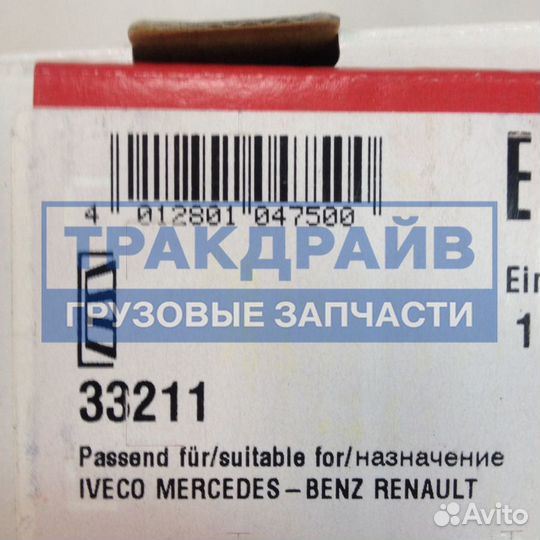 4 012801 047500
E
ТРАКДРАЙВ
Ein
ГРУЗОВЫЕ ЗАПЧАСТИ
1
33211
Passend für/suitable for/назначение
IVECO MERCEDES–BENZ RENAULT
Avito